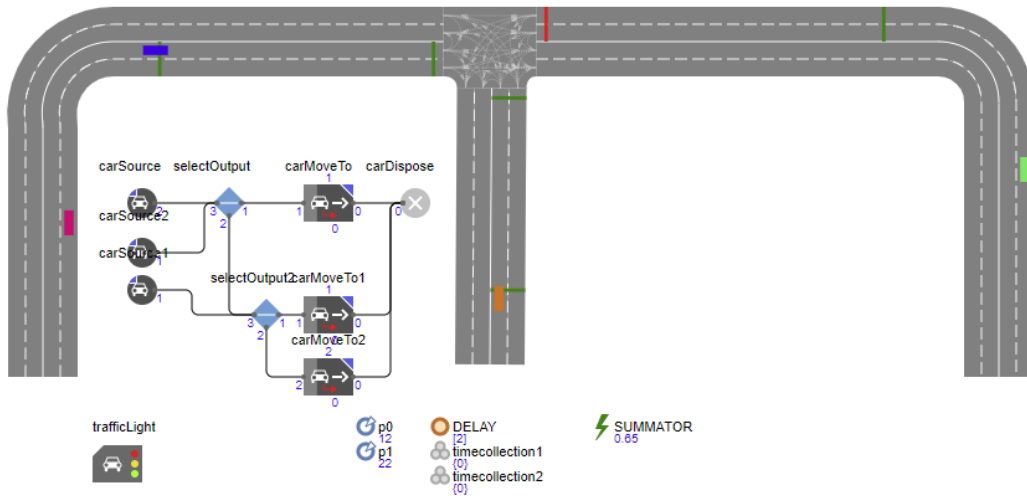 carSource selectOutput carMoveTo carDispose
1
2 3 1 1 0 0
carSource2 2 0
1
carSource1
selectOutput2 carMoveTo1
1
1 3 1 1 0
2 0
carMoveTo2
2
2 0
0
trafficLight
p0 DELAY SUMMATOR
12 [2] 0.65
p1 timecollection1
22 {0}
timecollection2
{0}